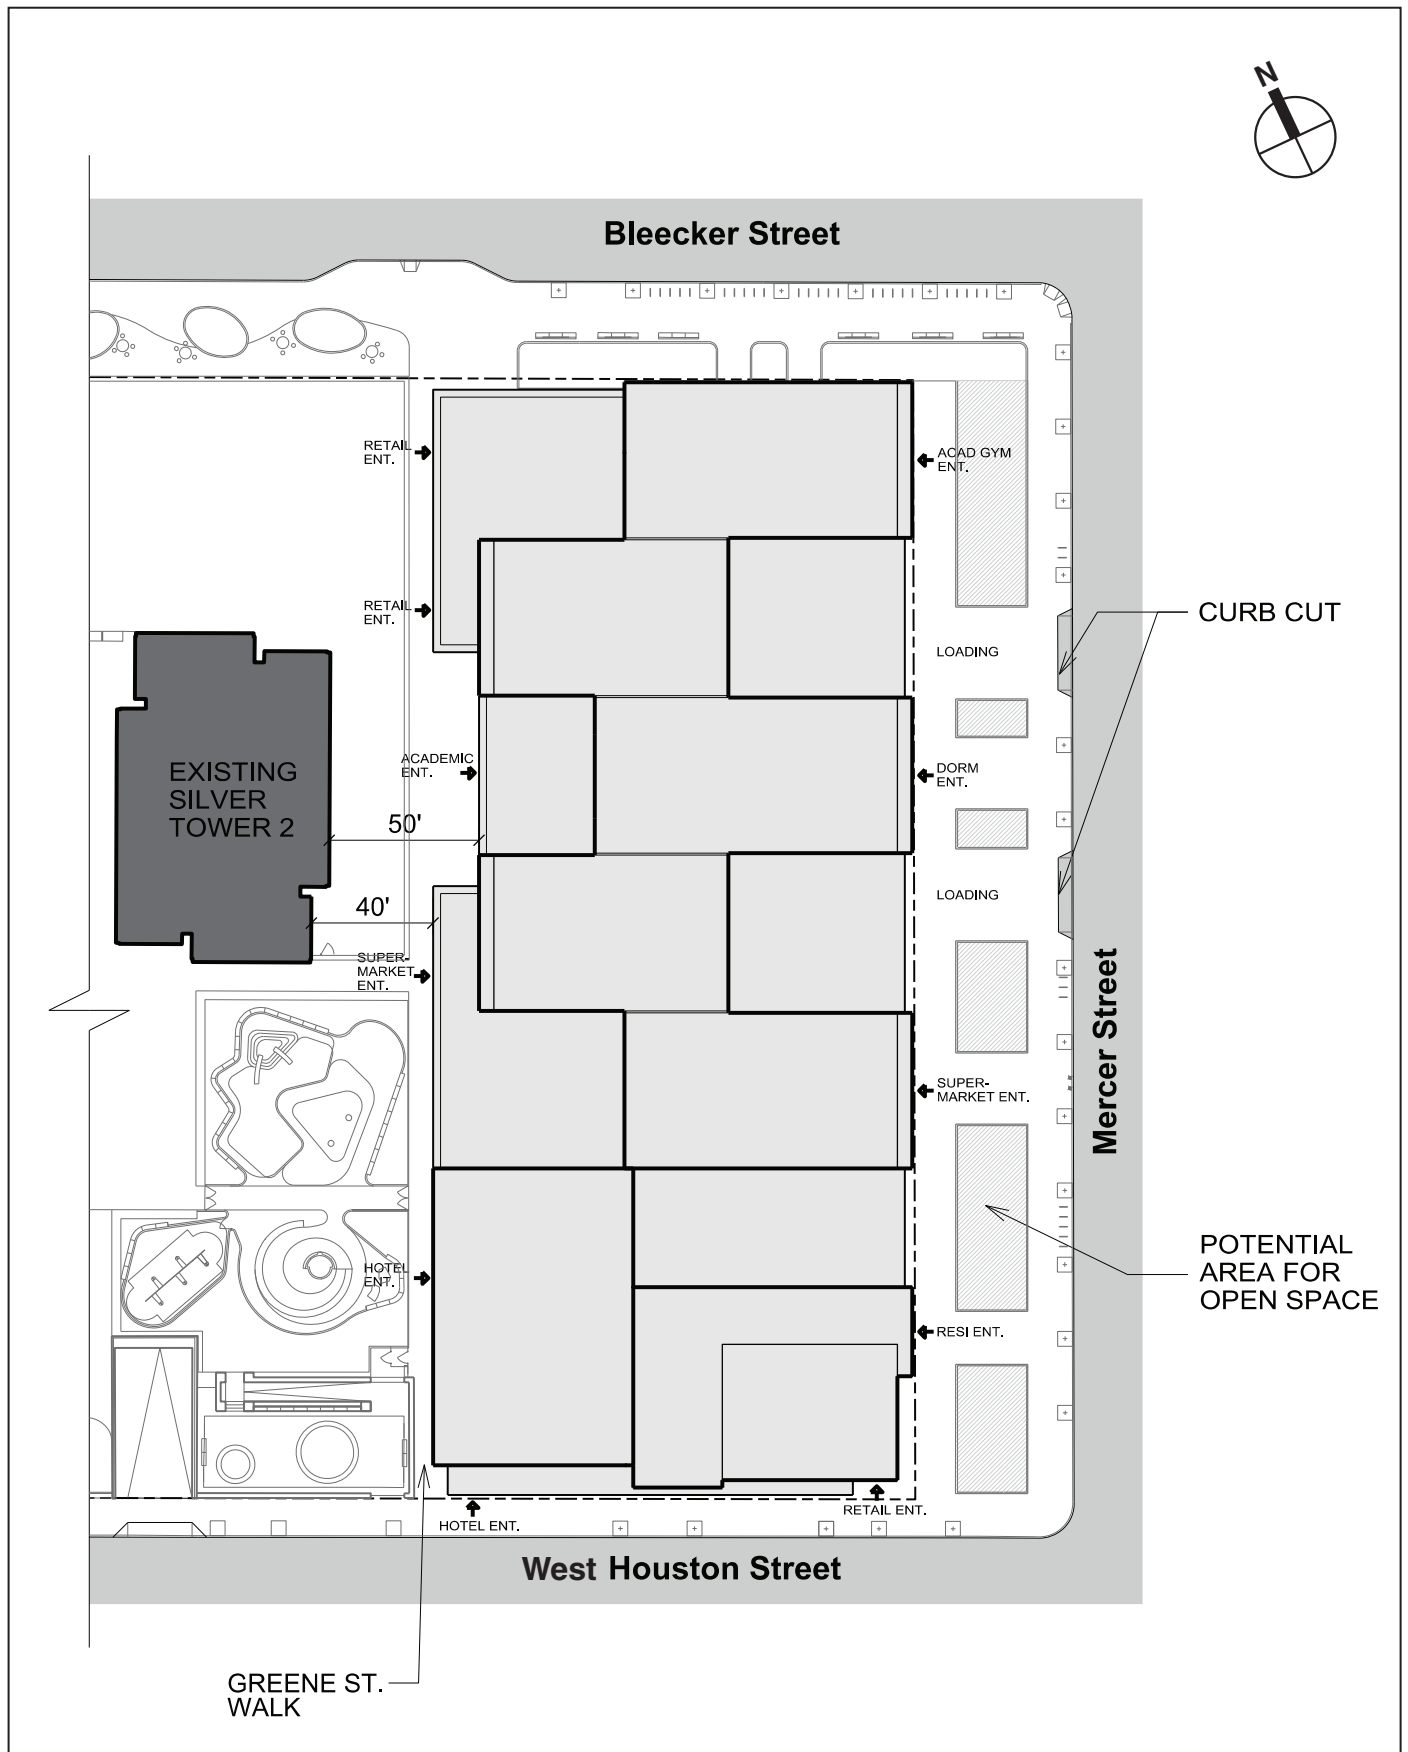 N
Bleecker Street
RETAIL
ENT.
ACAD GYM
ENT.
RETAIL
ENT.
CURB CUT
LOADING
EXISTING
SILVER
TOWER 2
ACADEMIC
ENT.
DORM
ENT.
50'
40'
LOADING
SUPER-
MARKET
ENT.
Mercer Street
SUPER-
MARKET ENT.
POTENTIAL
AREA FOR
OPEN SPACE
HOTEL
ENT.
RESI ENT.
HOTEL ENT.
RETAIL ENT.
West Houston Street
GREENE ST.
WALK